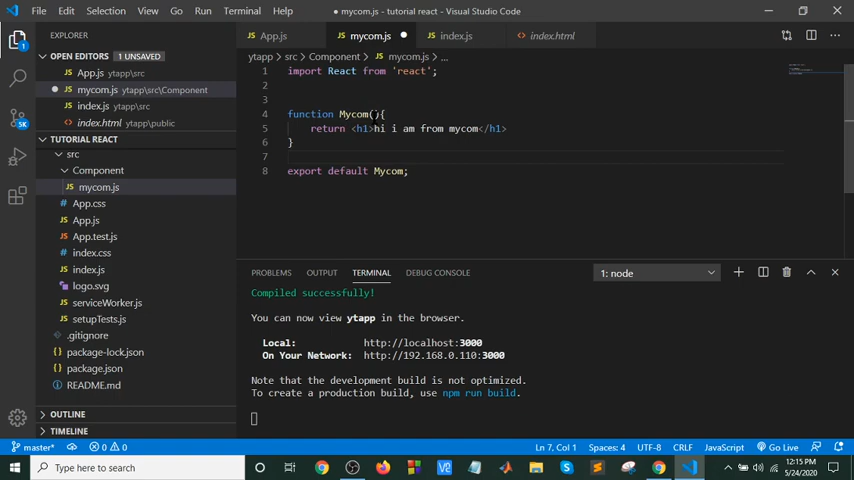 File Edit Selection View Go Run Terminal Help ● mycom.js - tutorial react - Visual Studio Code
EXPLORER
App.js mycom.js ● index.js index.html
OPEN EDITORS 1 UNSAVED
ytapp > src > Component > mycom.js > ...
App.js ytapp\src
mycom.js ytapp\src\Component
index.js ytapp\src
index.html ytapp\public
TUTORIAL REACT
src
Component
mycom.js
App.css
App.js
App.test.js
index.css
index.js
logo.svg
serviceWorker.js
setupTests.js
.gitignore
package-lock.json
package.json
README.md
OUTLINE
TIMELINE
1 import React from 'react';
2
3
4 function Mycom(){
5 return <h1>hi i am from mycom</h1>
6 }
7
8 export default Mycom;
PROBLEMS OUTPUT TERMINAL DEBUG CONSOLE 1: node
Compiled successfully!
You can now view ytapp in the browser.
Local: http://localhost:3000
On Your Network: http://192.168.0.110:3000
Note that the development build is not optimized.
To create a production build, use npm run build.
master* 0 0 Ln 7, Col 1 Spaces: 4 UTF-8 CRLF JavaScript Go Live
Type here to search
12:15 PM
5/24/2020